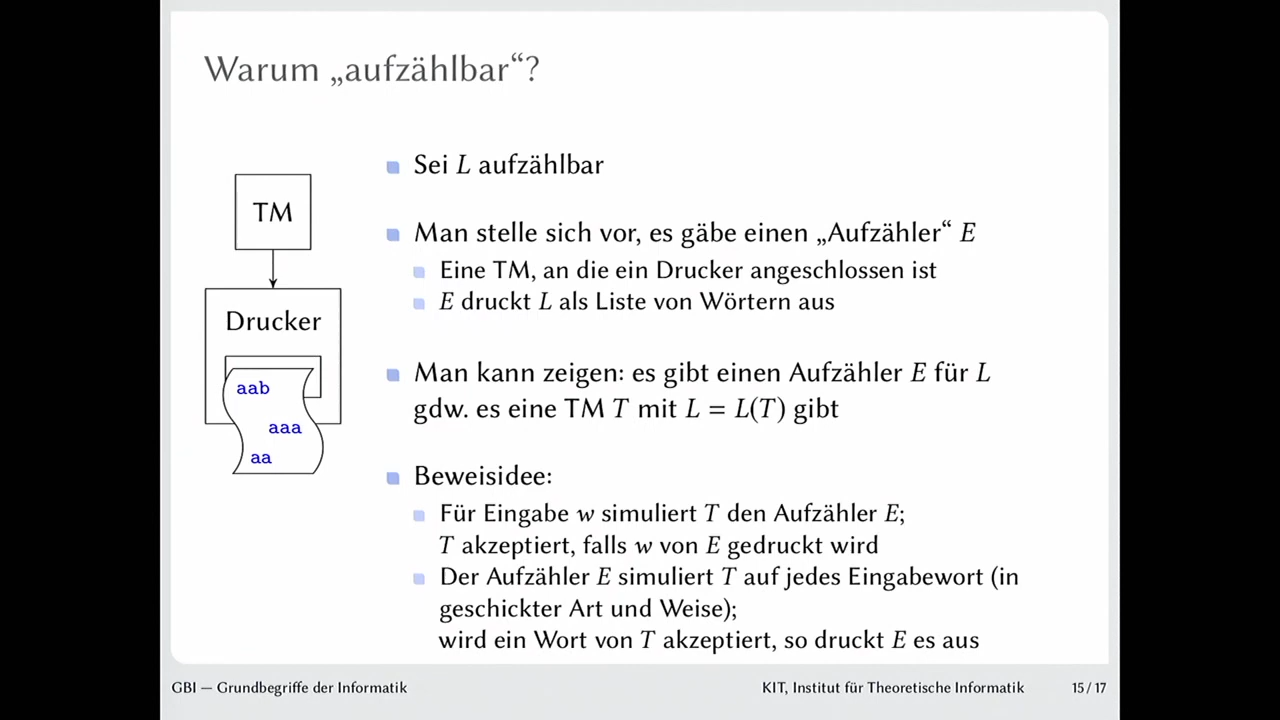 Warum „aufzählbar“?
TM
Drucker
aab
aaa
aa
Sei L aufzählbar
Man stelle sich vor, es gäbe einen „Aufzähler“ E
Eine TM, an die ein Drucker angeschlossen ist
E druckt L als Liste von Wörtern aus
Man kann zeigen: es gibt einen Aufzähler E für L
gdw. es eine TM T mit L = L(T) gibt
Beweisidee:
Für Eingabe w simuliert T den Aufzähler E;
T akzeptiert, falls w von E gedruckt wird
Der Aufzähler E simuliert T auf jedes Eingabewort (in
geschickter Art und Weise);
wird ein Wort von T akzeptiert, so druckt E es aus
GBI — Grundbegriffe der Informatik
KIT, Institut für Theoretische Informatik
15 / 17